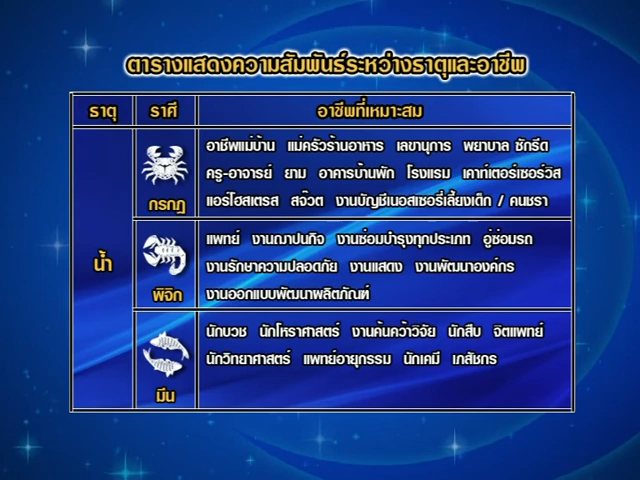 ตารางแสดงความสัมพันธ์ระหว่างธาตุและอาชีพ
ธาตุ ราศี อาชีพที่เหมาะสม
น้ำ
กรกฎ
อาชีพแม่บ้าน แม่ครัวร้านอาหาร เลขานุการ พยาบาล ซักรีด
ครู-อาจารย์ ยาม อาคารบ้านพัก โรงแรม เคาท์เตอร์เซอร์วิส
แอร์โฮสเตรส สจ๊วต งานบัญชีเนอสเซอรี่เลี้ยงเด็ก / คนชรา
พิจิก
แพทย์ งานฌาปนกิจ งานซ่อมบำรุงทุกประเภท อู่ซ่อมรถ
งานรักษาความปลอดภัย งานแสดง งานพัฒนาองค์กร
งานออกแบบพัฒนาผลิตภัณฑ์
มีน
นักบวช นักโหราศาสตร์ งานค้นคว้าวิจัย นักสืบ จิตแพทย์
นักวิทยาศาสตร์ แพทย์อายุกรรม นักเคมี เภสัชกร